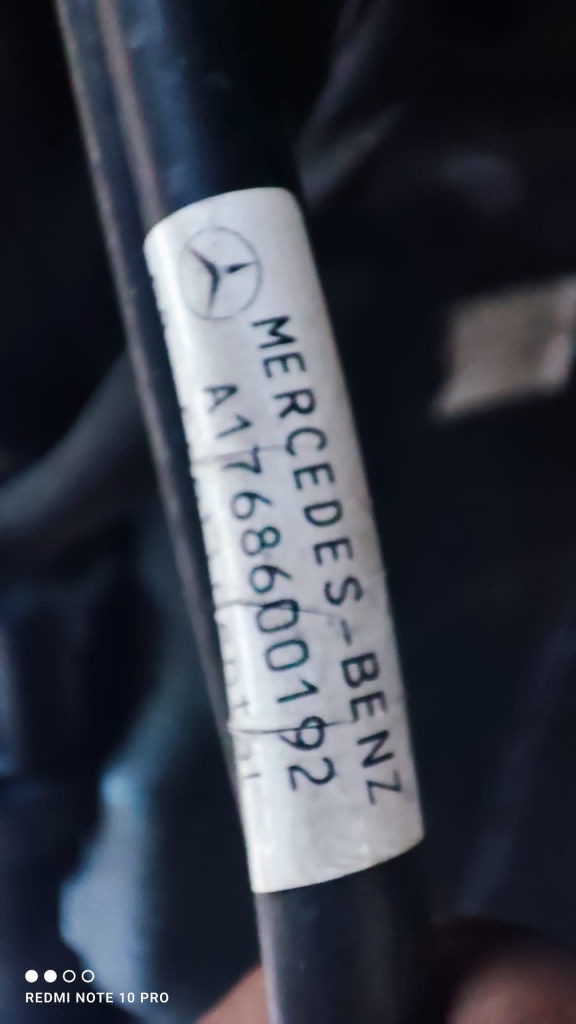 MERCEDES-BENZ
A1768600192
REDMI NOTE 10 PRO